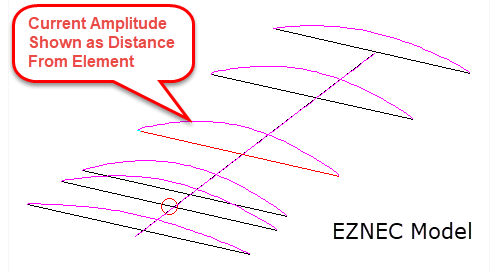 Current Amplitude
Shown as Distance
From Element
EZNEC Model